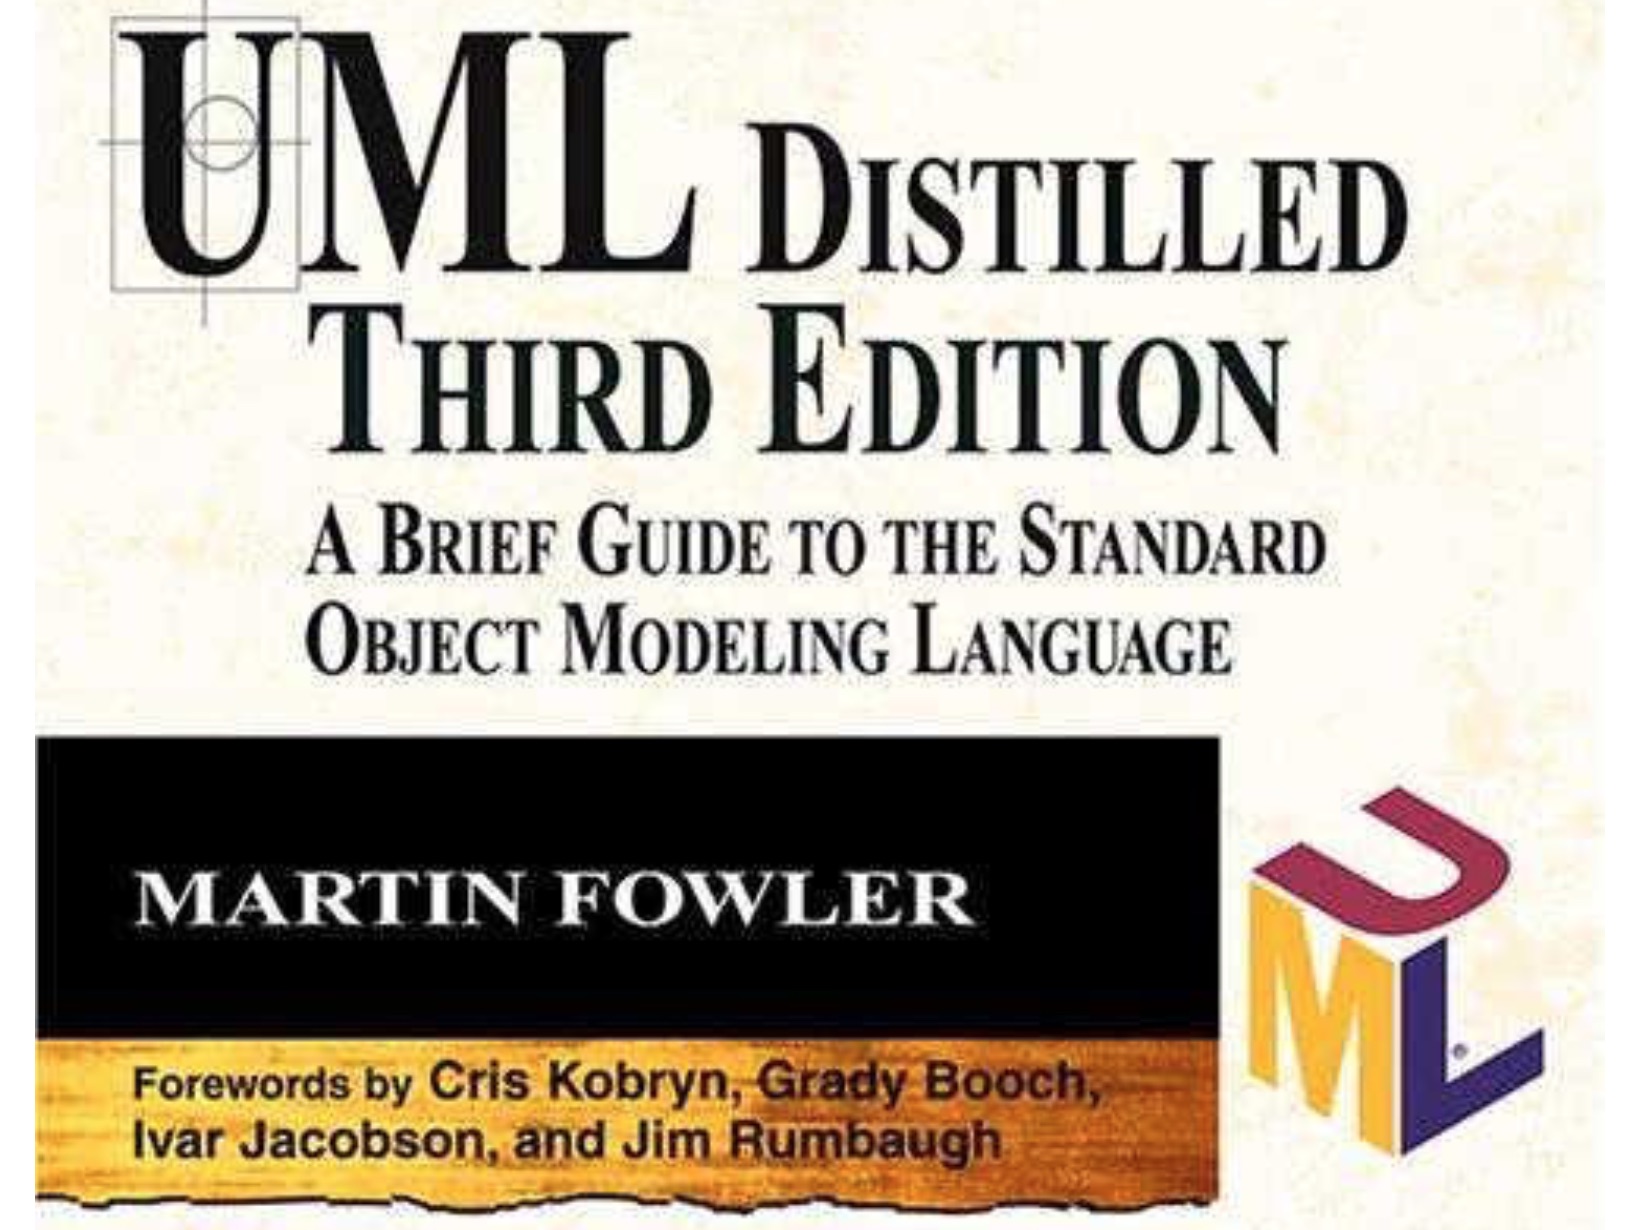 UML DISTILLED
THIRD EDITION
A BRIEF GUIDE TO THE STANDARD
OBJECT MODELING LANGUAGE
MARTIN FOWLER
Forewords by Cris Kobryn, Grady Booch,
Ivar Jacobson, and Jim Rumbaugh
UML®